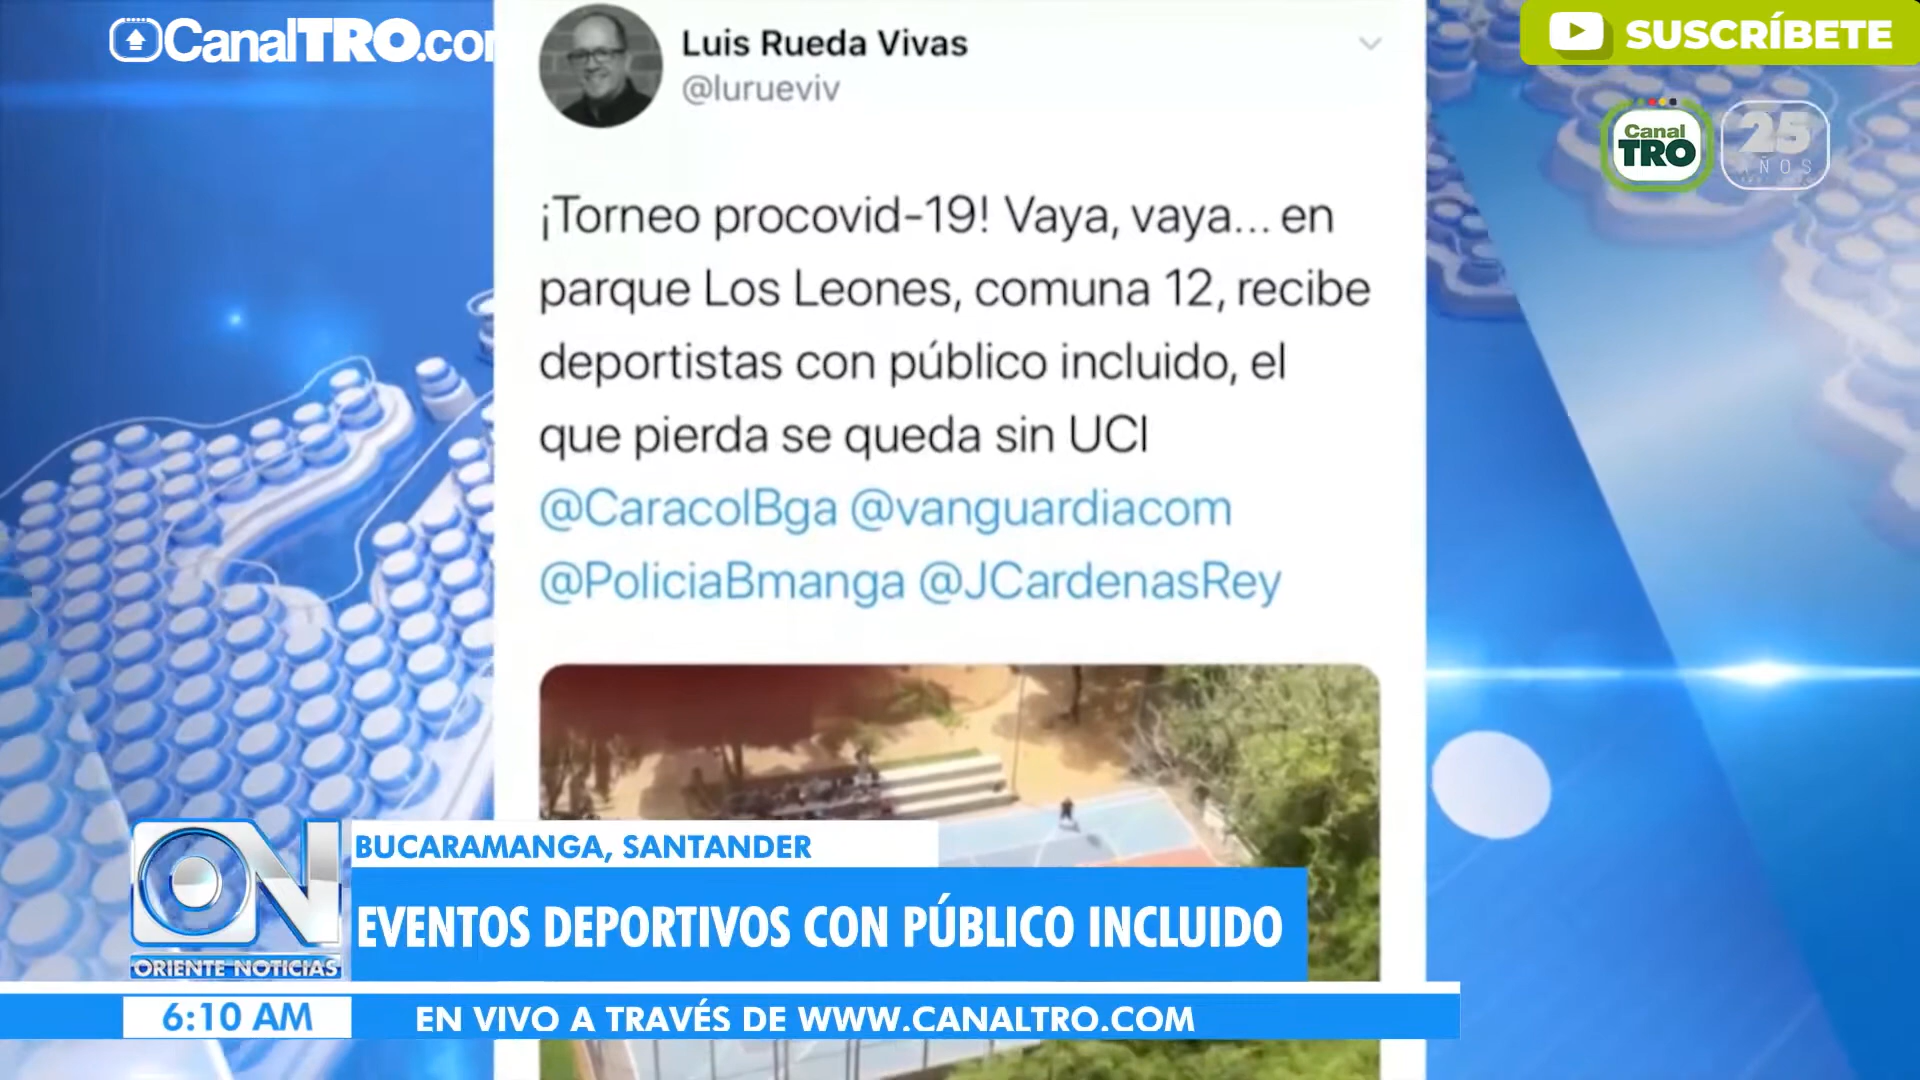 CanalTRO.co
Luis Rueda Vivas
@lurueviv
SUSCRÍBETE
Canal
TRO
25
AÑOS
¡Torneo procovid-19! Vaya, vaya... en
parque Los Leones, comuna 12, recibe
deportistas con público incluido, el
que pierda se queda sin UCI
@CaracolBga @vanguardiacom
@PoliciaBmanga @JCardenasRey
BUCARAMANGA, SANTANDER
EVENTOS DEPORTIVOS CON PÚBLICO INCLUIDO
ON
ORIENTE NOTICIAS
6:10 AM
EN VIVO A TRAVÉS DE WWW.CANALTRO.COM